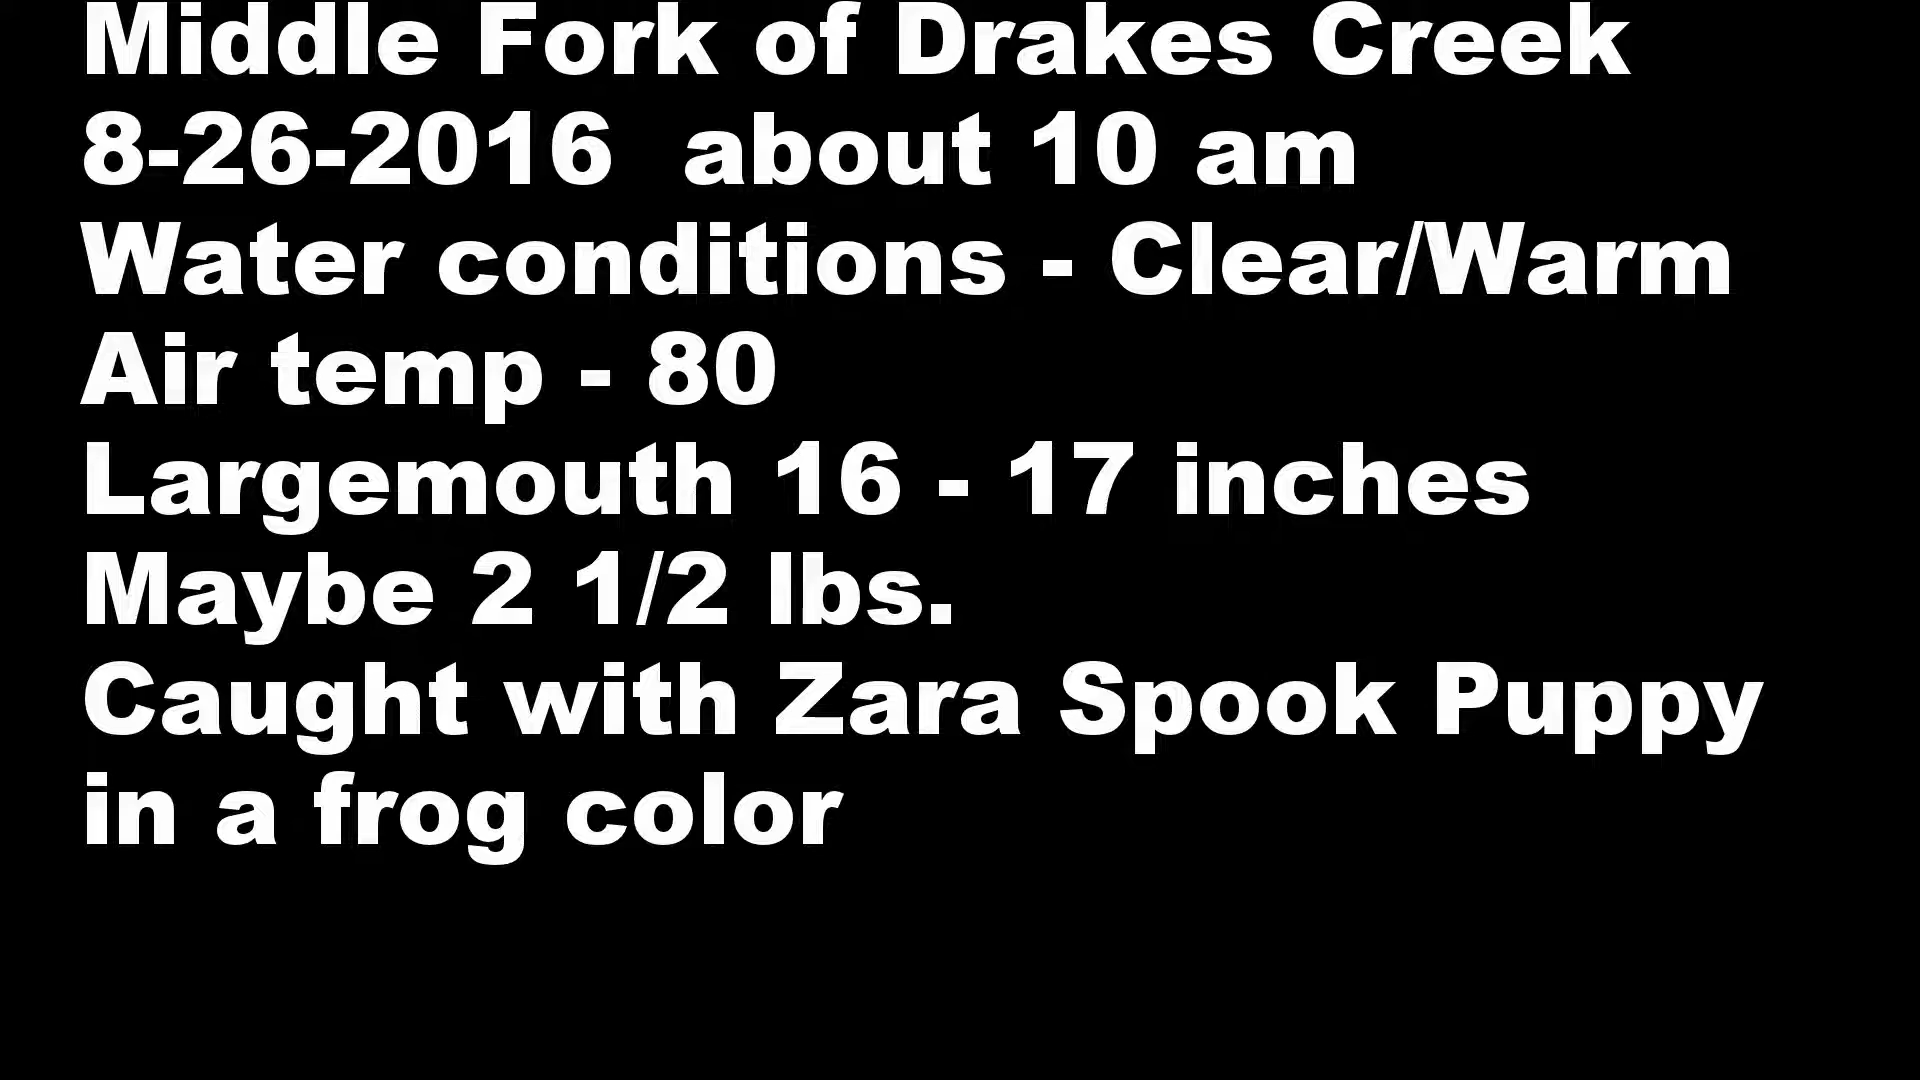 Middle Fork of Drakes Creek
8-26-2016  about 10 am
Water conditions - Clear/Warm
Air temp - 80
Largemouth 16 - 17 inches
Maybe 2 1/2 lbs.
Caught with Zara Spook Puppy
in a frog color